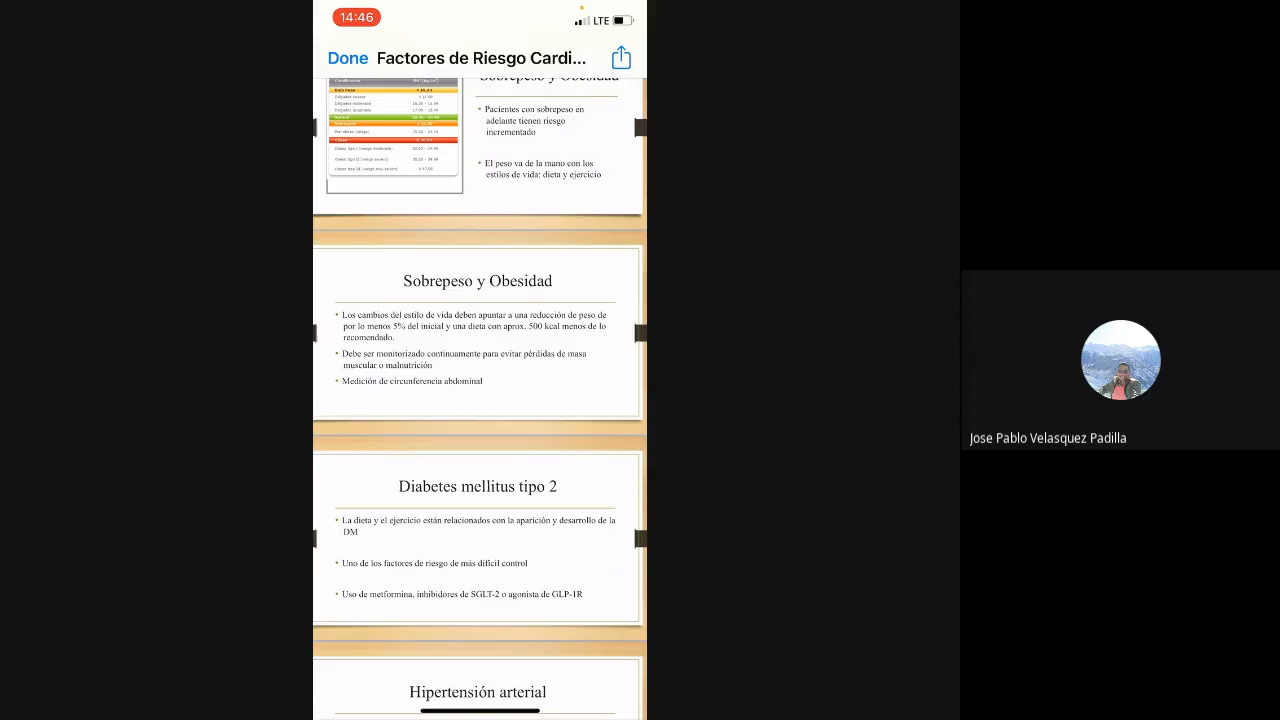 14:46
LTE
Done Factores de Riesgo Cardi...
Sobrepeso y Obesidad
Pacientes con sobrepeso en
adelante tienen riesgo
incrementado
El peso va de la mano con los
estilos de vida: dieta y ejercicio
Sobrepeso y Obesidad
Los cambios del estilo de vida deben apuntar a una reducción de peso de
por lo menos 5% del inicial y una dieta con aprox. 500 kcal menos de lo
recomendado.
Debe ser monitorizado continuamente para evitar pérdidas de masa
muscular o malnutrición
Medición de circunferencia abdominal
Diabetes mellitus tipo 2
La dieta y el ejercicio están relacionados con la aparición y desarrollo de la
DM
Uno de los factores de riesgo de más difícil control
Uso de metformina, inhibidores de SGLT-2 o agonista de GLP-1R
Hipertensión arterial
Jose Pablo Velasquez Padilla